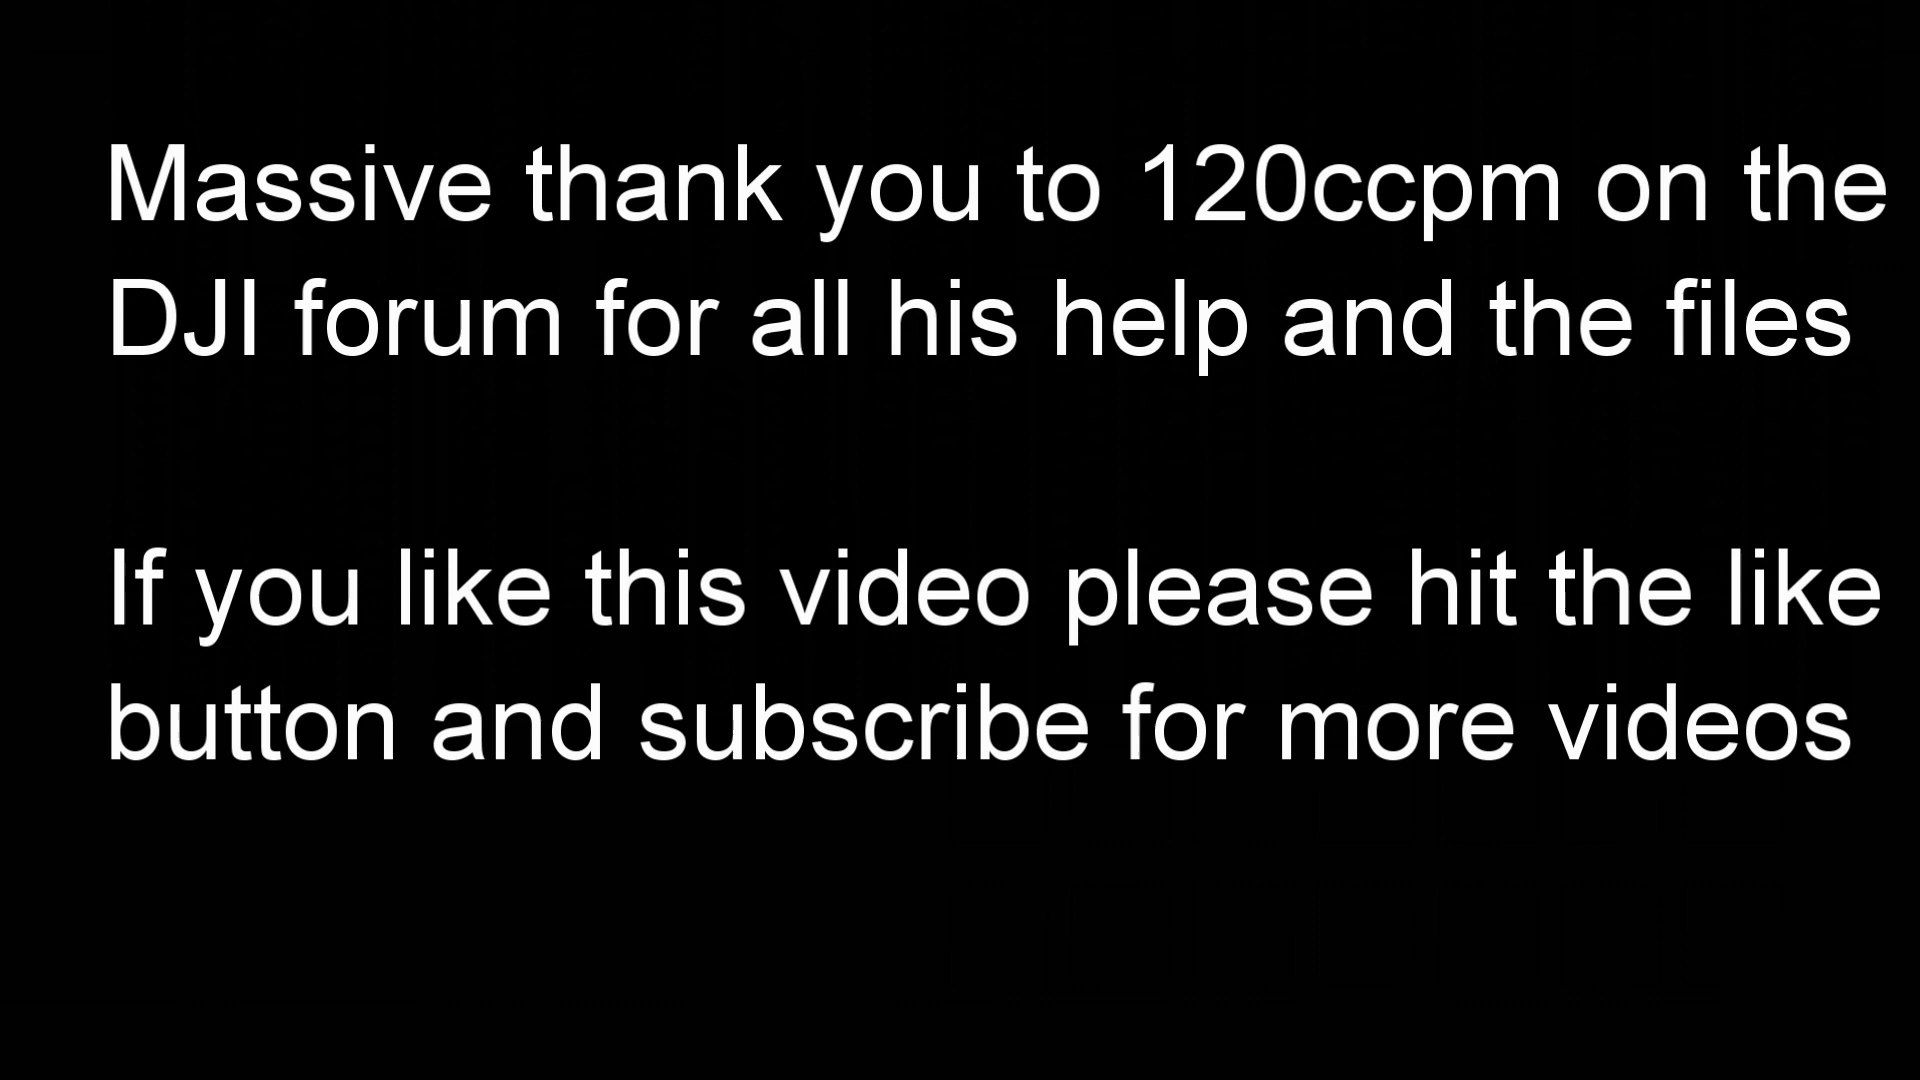 Massive thank you to 120ccpm on the
DJI forum for all his help and the files
If you like this video please hit the like
button and subscribe for more videos